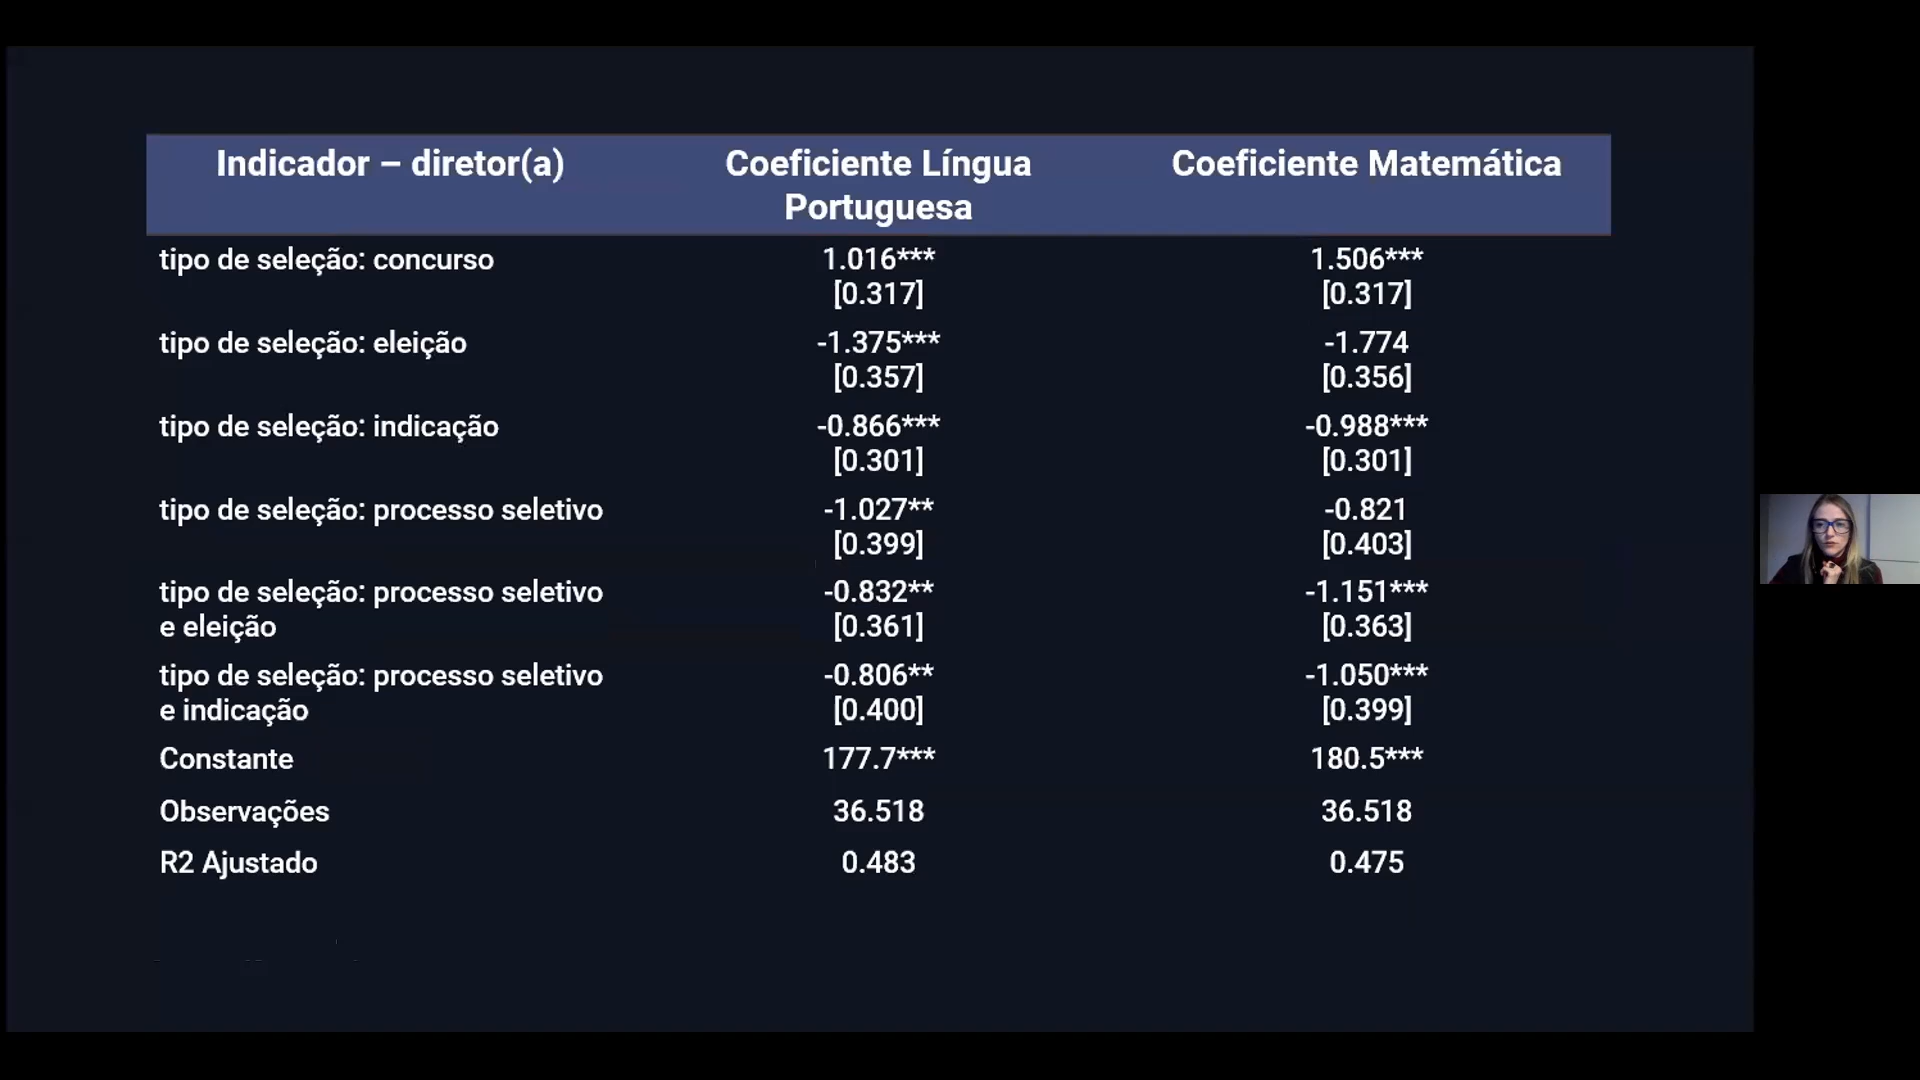 Indicador – diretor(a) Coeficiente Língua Portuguesa Coeficiente Matemática
tipo de seleção: concurso 1.016*** 1.506***
[0.317] [0.317]
tipo de seleção: eleição -1.375*** -1.774
[0.357] [0.356]
tipo de seleção: indicação -0.866*** -0.988***
[0.301] [0.301]
tipo de seleção: processo seletivo -1.027** -0.821
[0.399] [0.403]
tipo de seleção: processo seletivo -0.832** -1.151***
e eleição [0.361] [0.363]
tipo de seleção: processo seletivo -0.806** -1.050***
e indicação [0.400] [0.399]
Constante 177.7*** 180.5***
Observações 36.518 36.518
R2 Ajustado 0.483 0.475